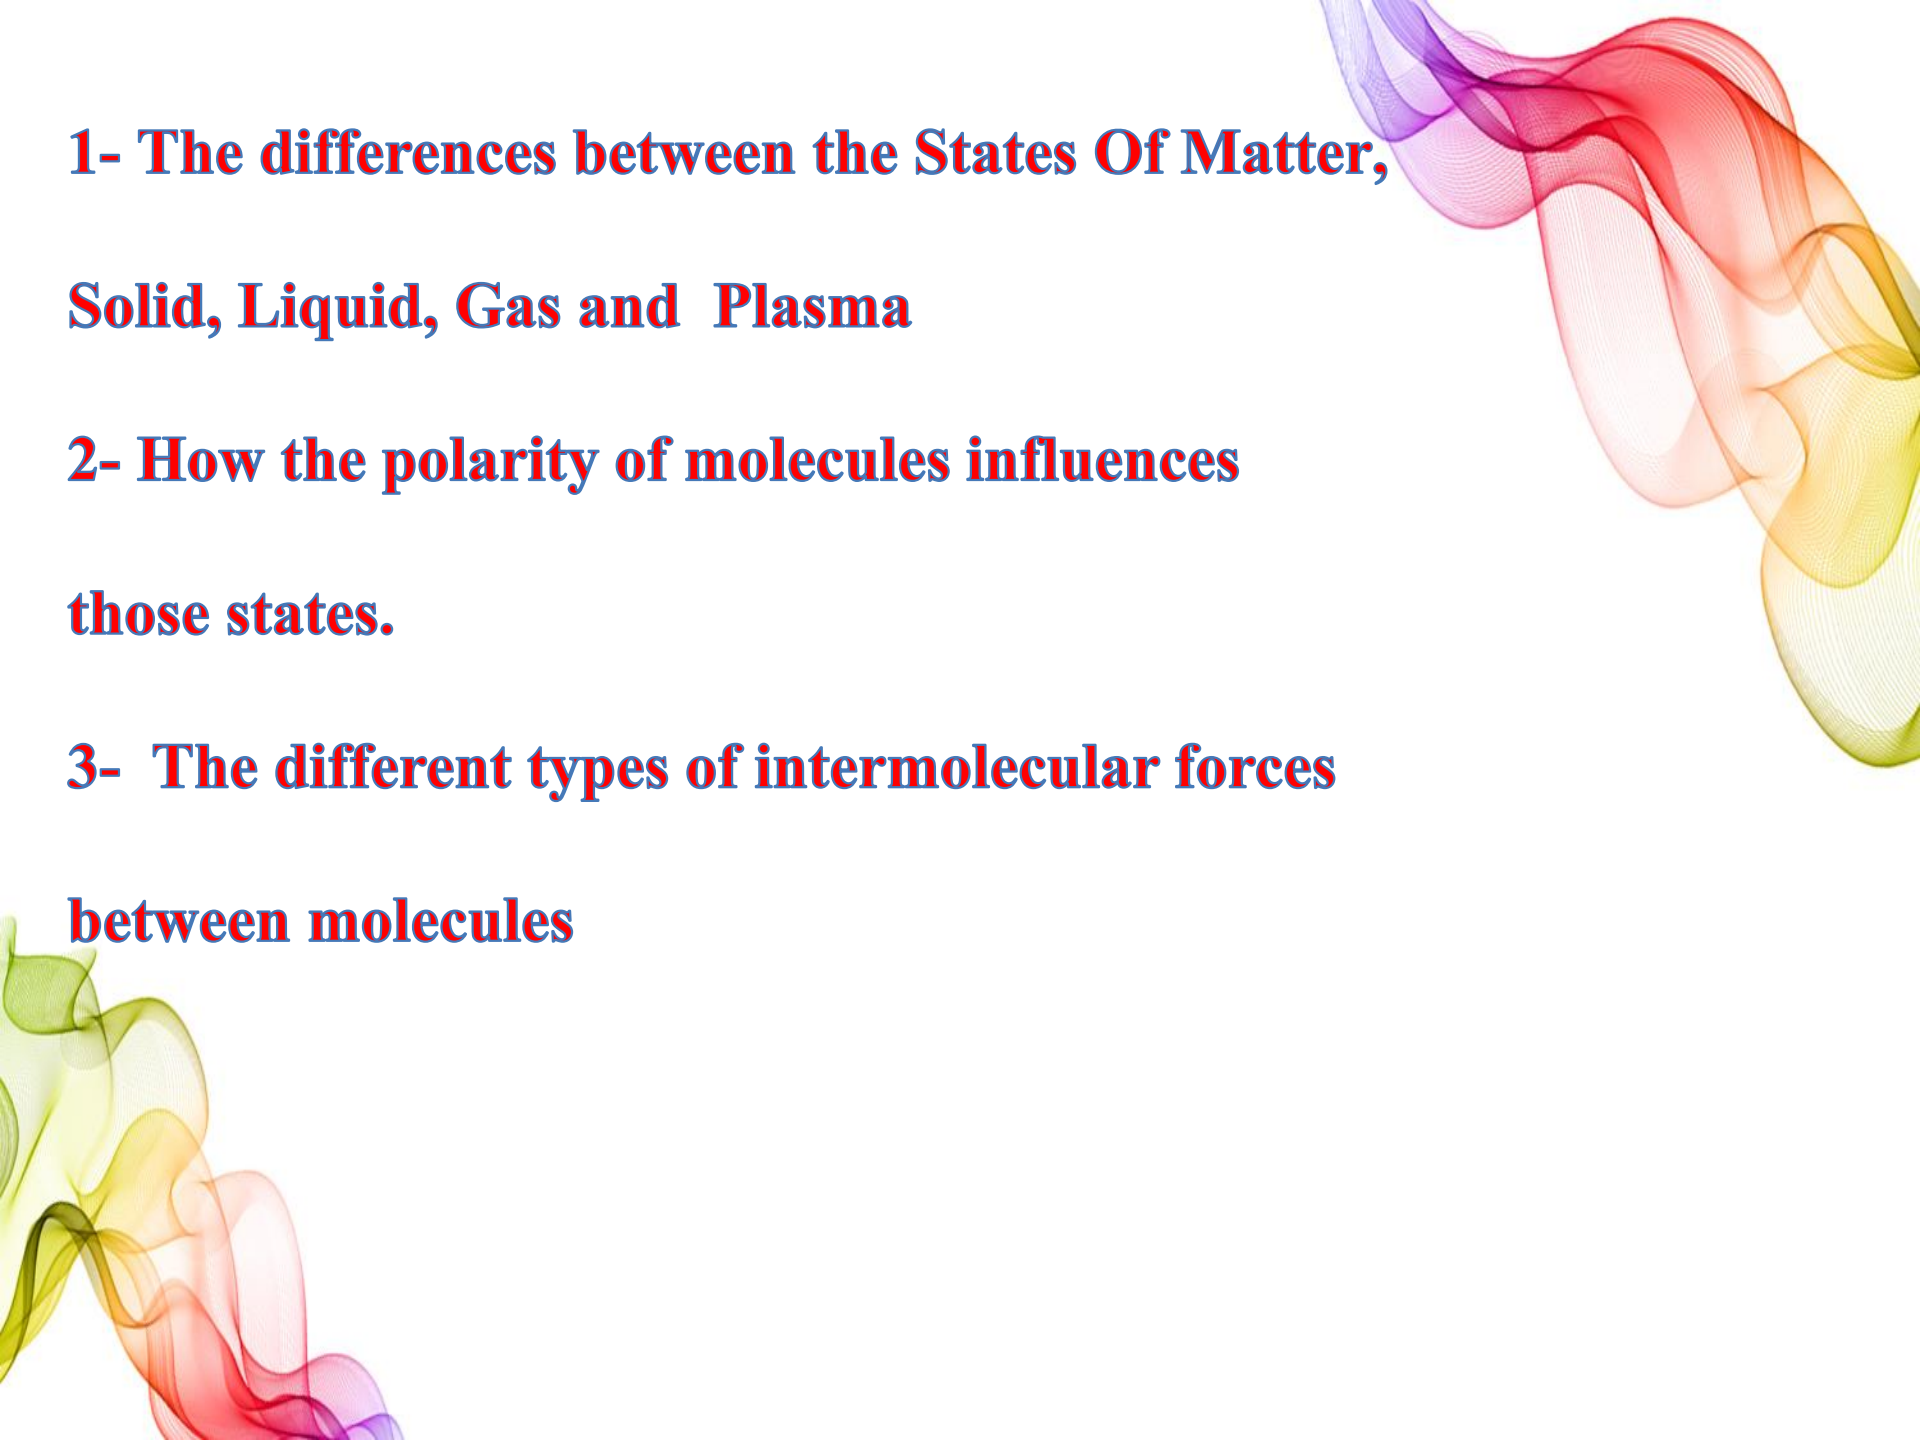 1- The differences between the States Of Matter,
Solid, Liquid, Gas and  Plasma
2- How the polarity of molecules influences
those states.
3-  The different types of intermolecular forces
between molecules